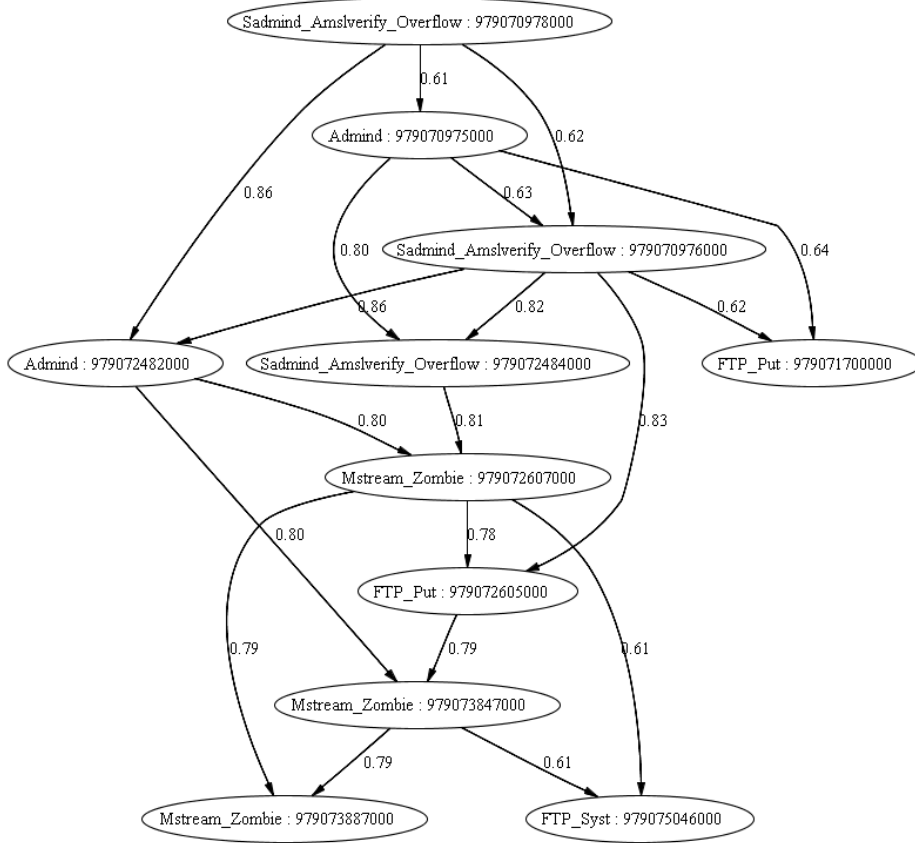 Sadmind_Amslverify_Overflow : 979070978000
0.61
Admind : 979070975000
0.62
0.86
0.63
Sadmind_Amslverify_Overflow : 979070976000
0.80
0.64
0.86
0.82
0.62
Admind : 979072482000
Sadmind_Amslverify_Overflow : 979072484000
FTP_Put : 979071700000
0.80
0.81
0.83
Mstream_Zombie : 979072607000
0.80
0.78
FTP_Put : 979072605000
0.79
0.79
0.61
Mstream_Zombie : 979073847000
0.79
0.61
Mstream_Zombie : 979073887000
FTP_Syst : 979075046000